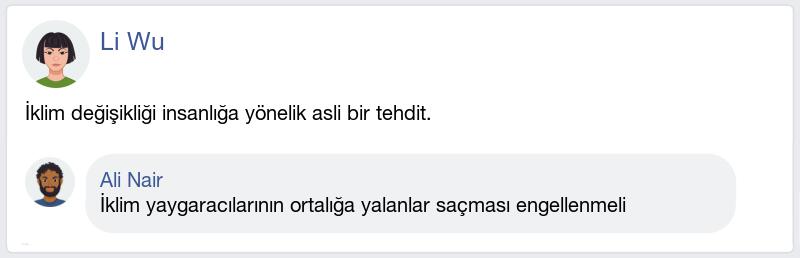 Li Wu
İklim değişikliği insanlığa yönelik asli bir tehdit.
Ali Nair
İklim yaygaracılarının ortalığa yalanlar saçması engellenmeli